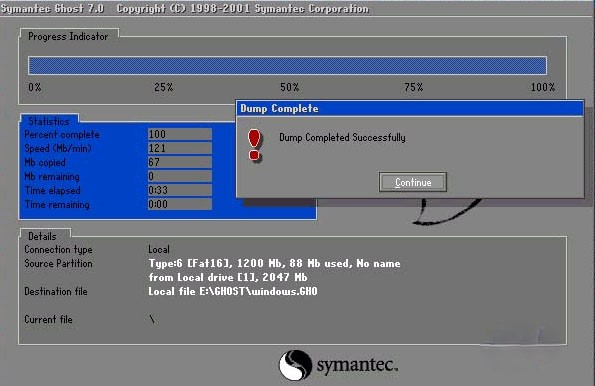 Symantec Ghost 7.0 Copyright (C) 1998-2001 Symantec Corporation
Progress Indicator
0% 25% 50% 75% 100%
Dump Complete
Dump Completed Successfully
Continue
Statistics
Percent complete 100
Speed (Mb/min) 121
Mb copied 67
Mb remaining 0
Time elapsed 0:33
Time remaining 0:00
Details
Connection type Local
Source Partition Type:6 [Fat16], 1200 Mb, 88 Mb used, No name
from Local drive [1], 2047 Mb
Destination file Local file E:\GHOST\windows.GHO
Current file \
symantec.